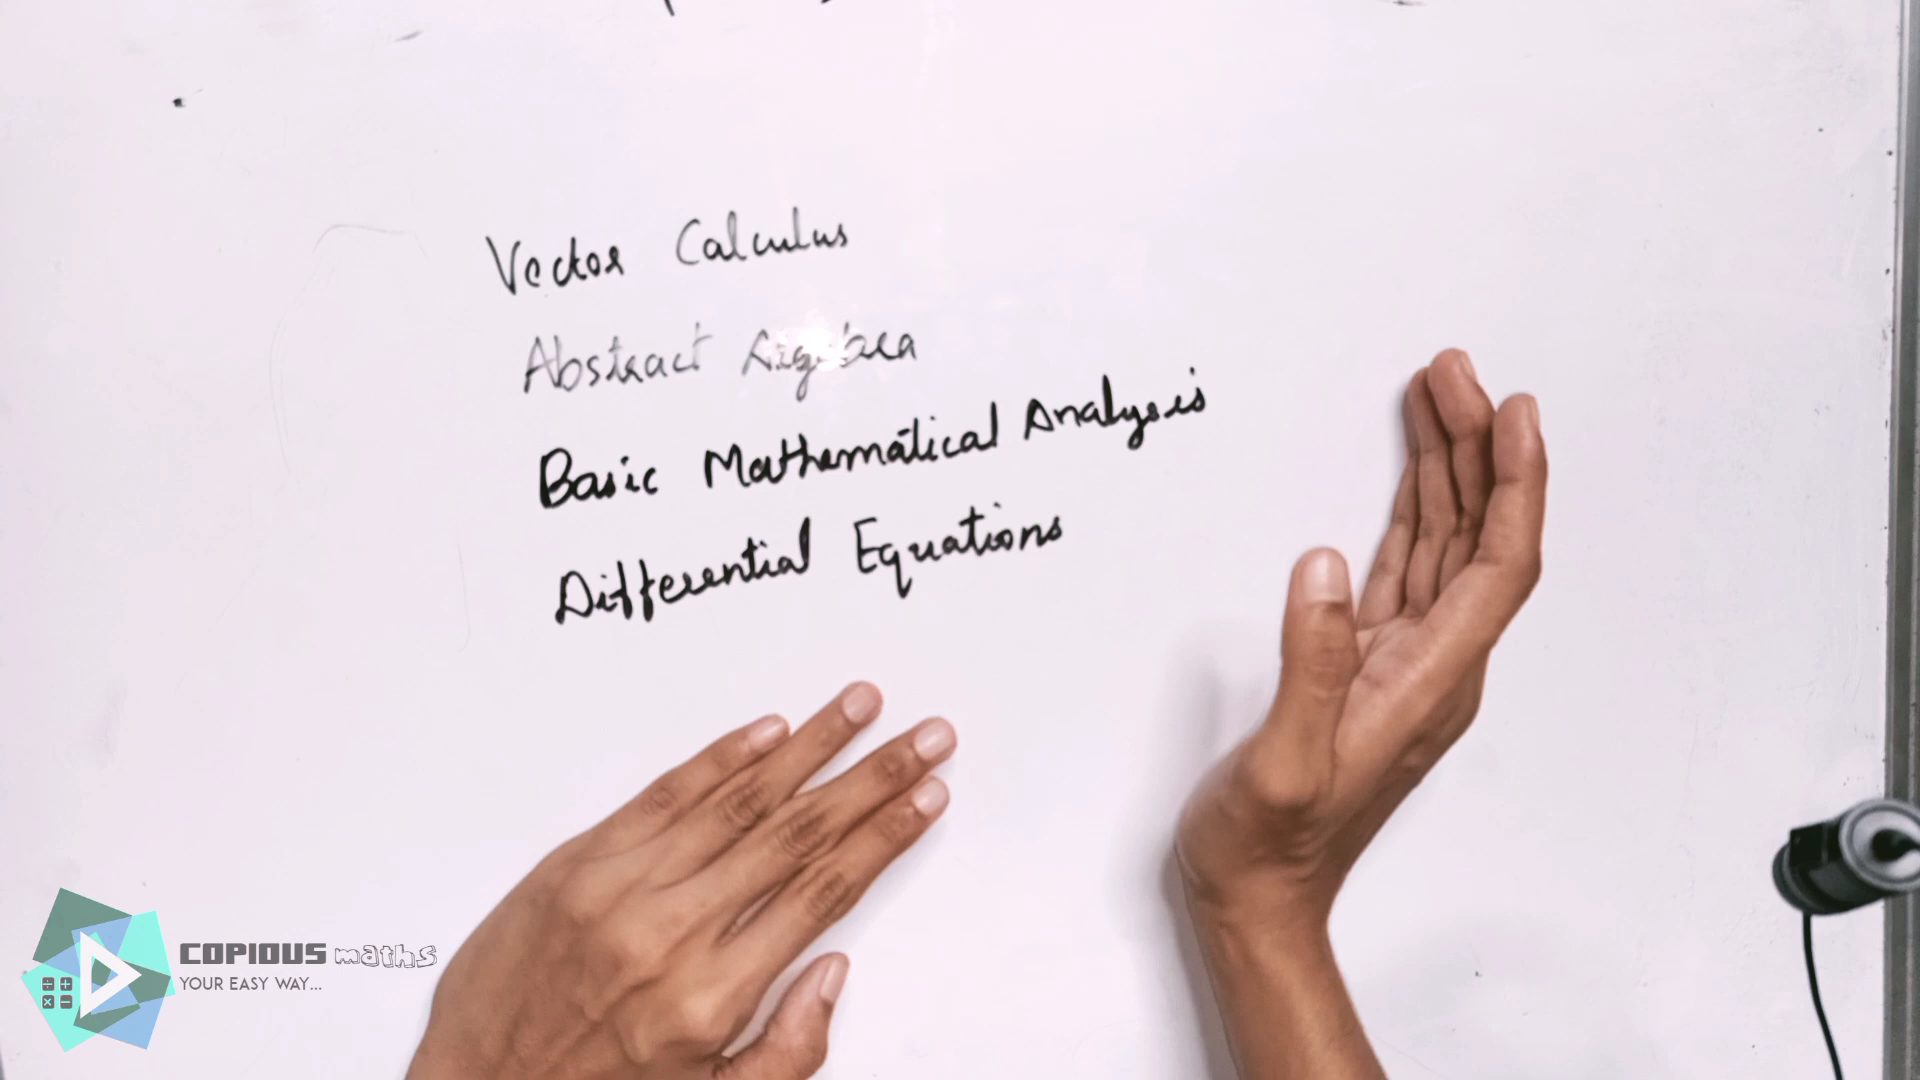 Vector Calculus
Abstract Algebra
Basic Mathematical Analysis
Differential Equations
COPIOUS maths
YOUR EASY WAY...